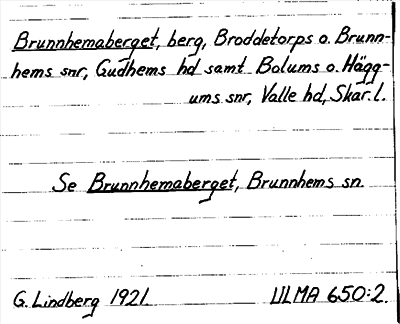 Brunnhemaberget, berg, Broddetorps o. Brunn-
hems snr, Gudhems hd samt Bolums o. Hägg-
ums snr, Valle hd, Skar. l.
Se Brunnhemaberget, Brunnhems sn.
G. Lindberg 1921. ULMA 650:2.